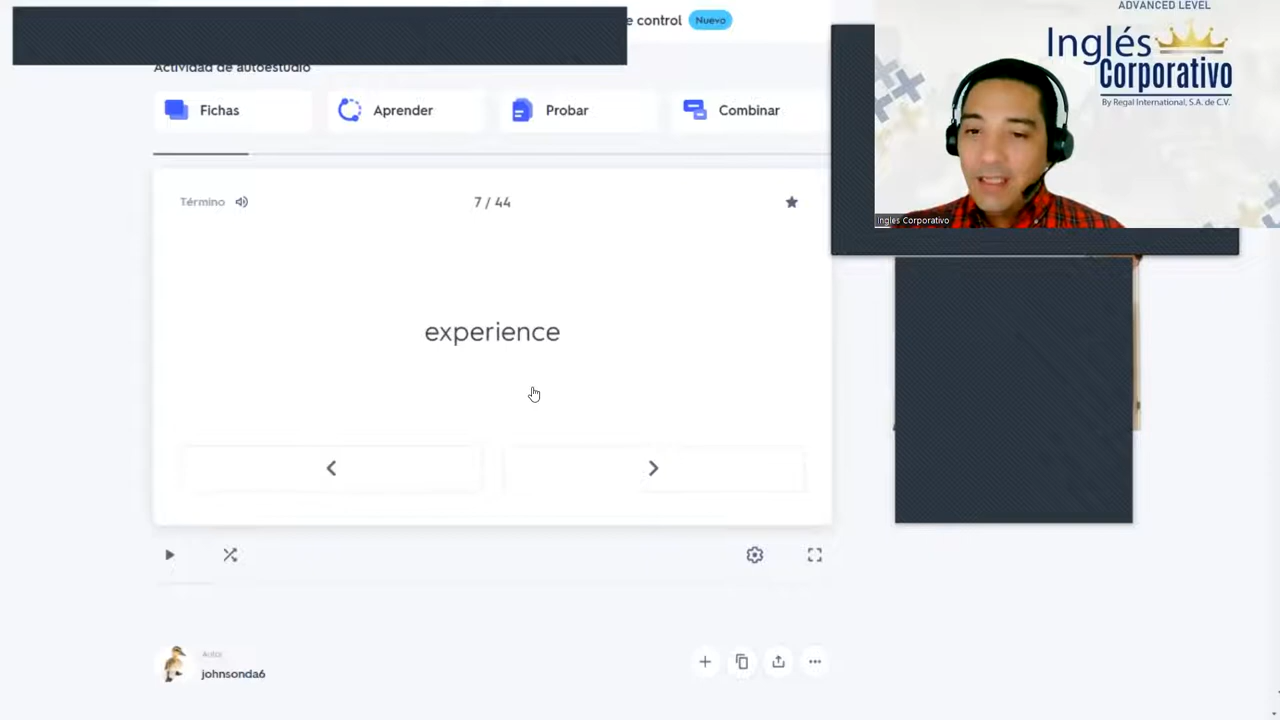 ADVANCED LEVEL
Inglés
Corporativo
By Regal International, S.A. de C.V.
e control Nuevo
Actividad de autoestudio
Fichas Aprender Probar Combinar
Término 7 / 44
Inglés Corporativo
experience
Autor
johnsonda6